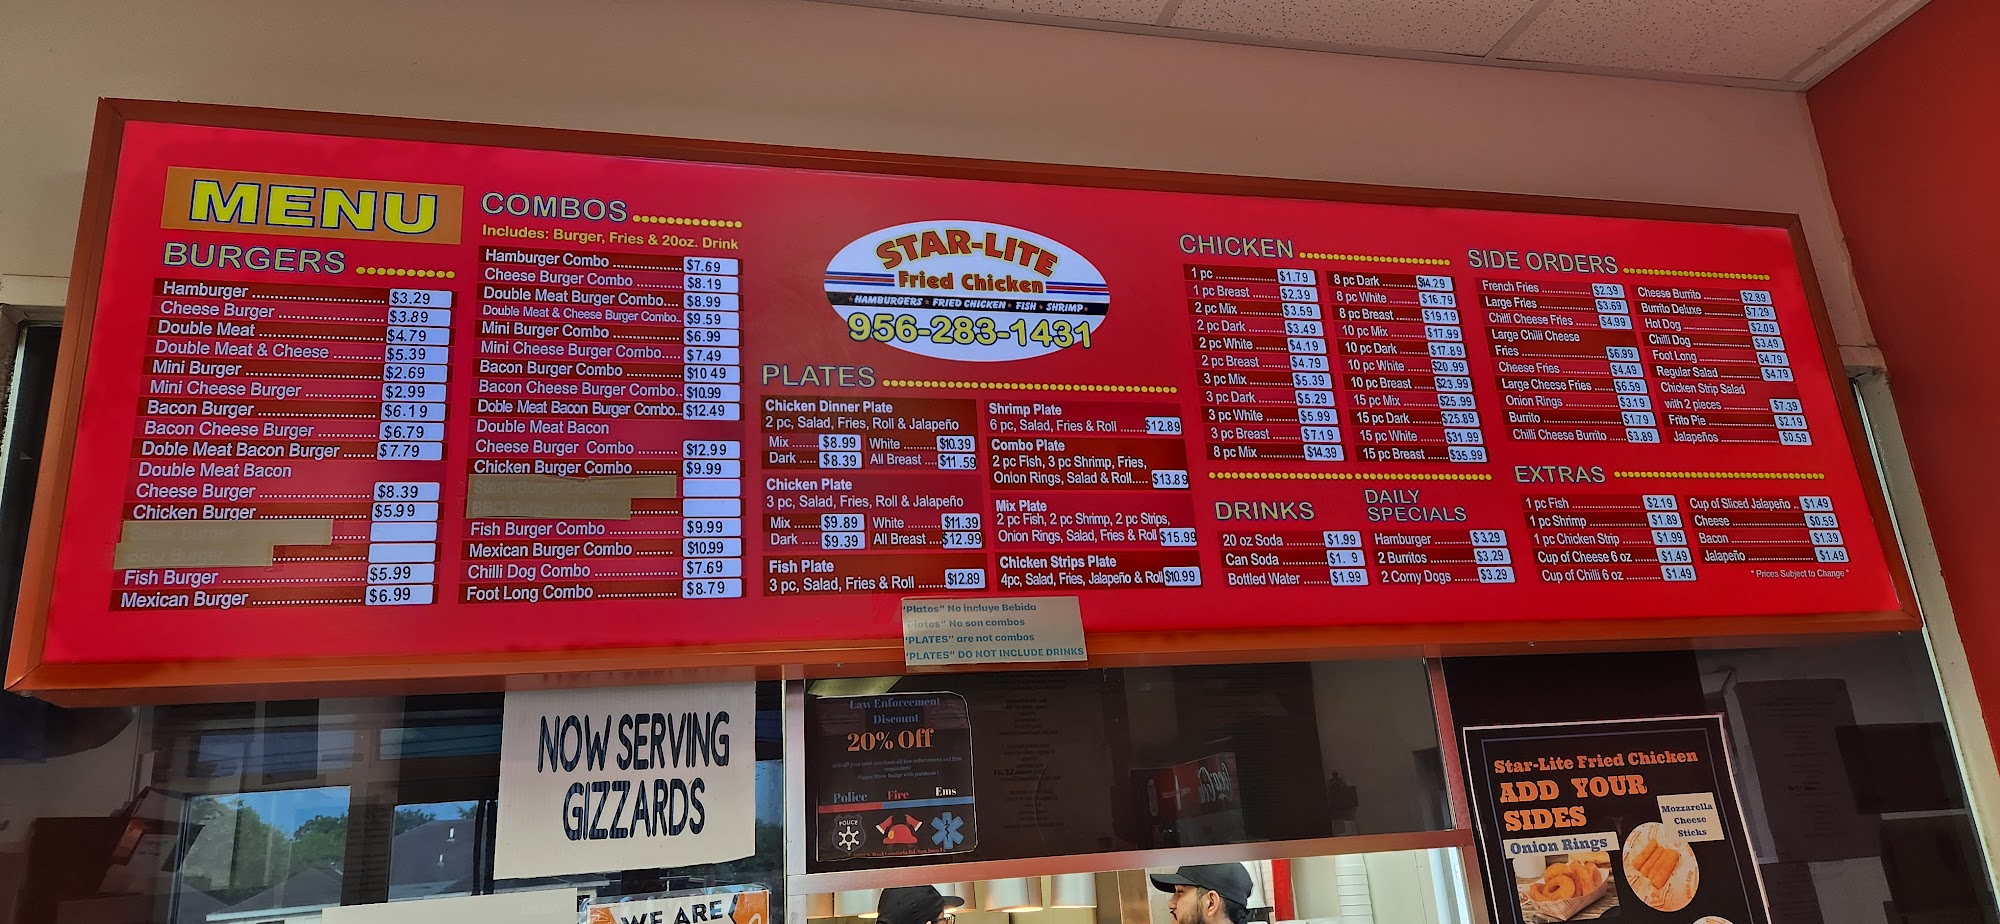 MENU
BURGERS
Hamburger $3.29
Cheese Burger $3.89
Double Meat $4.79
Double Meat & Cheese $5.39
Mini Burger $2.69
Mini Cheese Burger $2.99
Bacon Burger $6.19
Bacon Cheese Burger $6.79
Doble Meat Bacon Burger $7.79
Double Meat Bacon
Cheese Burger $8.39
Chicken Burger $5.99
Fish Burger $5.99
Mexican Burger $6.99
COMBOS
Includes: Burger, Fries & 20oz. Drink
Hamburger Combo $7.69
Cheese Burger Combo $8.19
Double Meat Burger Combo $8.99
Double Meat & Cheese Burger Combo $9.59
Mini Burger Combo $6.99
Mini Cheese Burger Combo $7.49
Bacon Burger Combo $10.49
Bacon Cheese Burger Combo $10.99
Doble Meat Bacon Burger Combo $12.49
Double Meat Bacon
Cheese Burger Combo $12.99
Chicken Burger Combo $9.99
Fish Burger Combo $9.99
Mexican Burger Combo $10.99
Chilli Dog Combo $7.69
Foot Long Combo $8.79
STAR-LITE
Fried Chicken
HAMBURGERS FRIED CHICKEN FISH SHRIMP
956-283-1431
PLATES
Chicken Dinner Plate
2 pc, Salad, Fries, Roll & Jalapeño
Mix $8.99 White $10.39
Dark $8.39 All Breast $11.59
Chicken Plate
3 pc, Salad, Fries, Roll & Jalapeño
Mix $9.89 White $11.39
Dark $9.39 All Breast $12.99
Fish Plate
3 pc, Salad, Fries & Roll $12.89
Shrimp Plate
6 pc, Salad, Fries & Roll $12.89
Combo Plate
2 pc Fish, 3 pc Shrimp, Fries,
Onion Rings, Salad & Roll $13.89
Mix Plate
2 pc Fish, 2 pc Shrimp, 2 pc Strips,
Onion Rings, Salad, Fries & Roll $15.99
Chicken Strips Plate
4pc, Salad, Fries, Jalapeño & Roll $10.99
"Platos" No incluye Bebida
"Platos" No son combos
"PLATES" are not combos
"PLATES" DO NOT INCLUDE DRINKS
CHICKEN
1 pc $1.79
1 pc Breast $2.39
2 pc Mix $3.59
2 pc Dark $3.49
2 pc White $4.19
2 pc Breast $4.79
3 pc Mix $5.39
3 pc Dark $5.29
3 pc White $5.99
3 pc Breast $7.19
8 pc Mix $14.39
8 pc Dark $14.29
8 pc White $16.79
8 pc Breast $19.19
10 pc Mix $17.99
10 pc Dark $17.89
10 pc White $20.99
10 pc Breast $23.99
15 pc Mix $25.99
15 pc Dark $25.89
15 pc White $31.99
15 pc Breast $35.99
DRINKS
20 oz Soda $1.99
Can Soda $1. 9
Bottled Water $1.99
DAILY
SPECIALS
Hamburger $3.29
2 Burritos $3.29
2 Corny Dogs $3.29
SIDE ORDERS
French Fries $2.39
Large Fries $3.69
Chilli Cheese Fries $4.99
Large Chilli Cheese
Fries $6.99
Cheese Fries $4.49
Large Cheese Fries $6.59
Onion Rings $3.19
Burrito $1.79
Chilli Cheese Burrito $3.89
Cheese Burrito $2.89
Burrito Deluxe $7.29
Hot Dog $2.09
Chilli Dog $3.49
Foot Long $4.79
Regular Salad $4.79
Chicken Strip Salad
with 2 pieces $7.39
Frito Pie $2.19
Jalapeños $0.59
EXTRAS
1 pc Fish $2.19
1 pc Shrimp $1.89
1 pc Chicken Strip $1.99
Cup of Cheese 6 oz $1.49
Cup of Chilli 6 oz $1.49
Cup of Sliced Jalapeño $1.49
Cheese $0.59
Bacon $1.39
Jalapeño $1.49
* Prices Subject to Change *
NOW SERVING
GIZZARDS
Law Enforcement
Discount
20% Off
Police Fire Ems
POLICE
WE ARE
Star-Lite Fried Chicken
ADD YOUR
SIDES
Onion Rings
Mozzarella
Cheese
Sticks